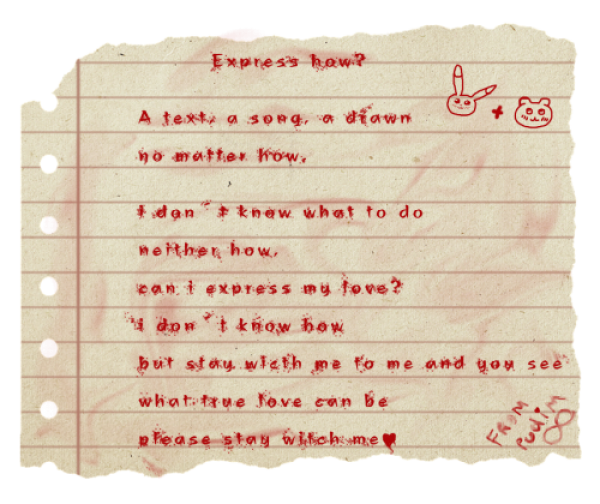 Express how?
A text, a song, a drawn
no matter how.
I don´t know what to do
neither how.
can i express my love?
I don´t know how
but stay wicth me to me and you see
what true love can be
please stay witch me♥
FROM
rudim